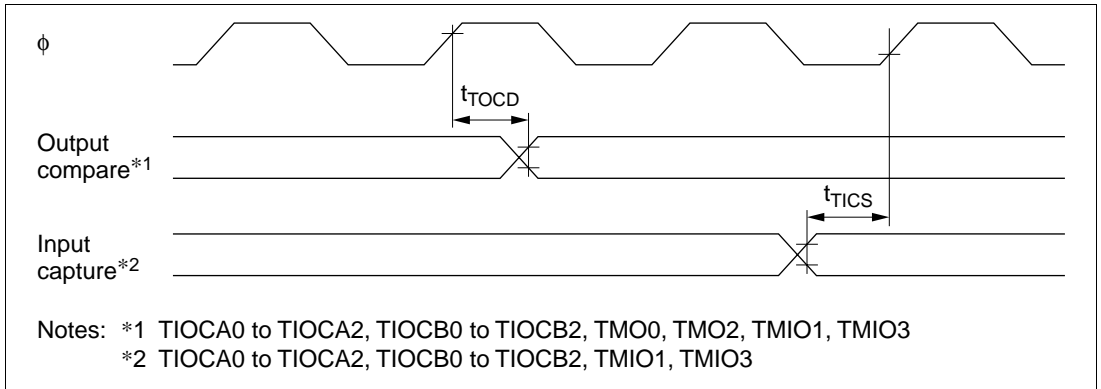 ϕ
tTOCD
Output
compare*1
tTICS
Input
capture*2
Notes: *1 TIOCA0 to TIOCA2, TIOCB0 to TIOCB2, TMO0, TMO2, TMIO1, TMIO3
*2 TIOCA0 to TIOCA2, TIOCB0 to TIOCB2, TMIO1, TMIO3